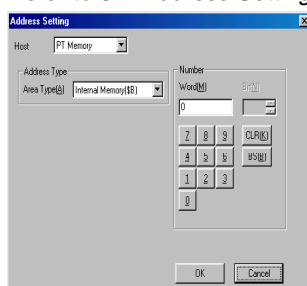 Address Setting
Host PT Memory
Address Type
Area Type(A) Internal Memory($B)
Number
Word(M) Bit(N)
0
7 8 9 CLR(K)
4 5 6 BS(B)
1 2 3
0
OK Cancel